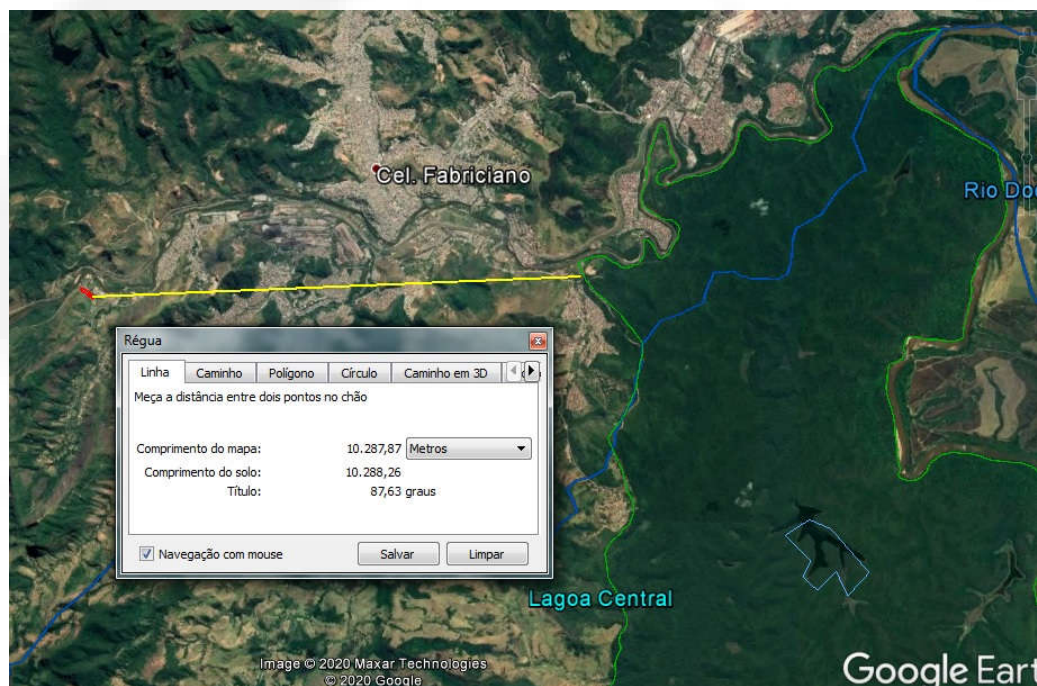 Cel. Fabriciano
Rio Doc
Régua
Linha Caminho Polígono Círculo Caminho em 3D
Meça a distância entre dois pontos no chão
Comprimento do mapa: 10.287,87 Metros
Comprimento do solo: 10.288,26
Título: 87,63 graus
Navegação com mouse Salvar Limpar
Lagoa Central
Image © 2020 Maxar Technologies
© 2020 Google
Google Eart